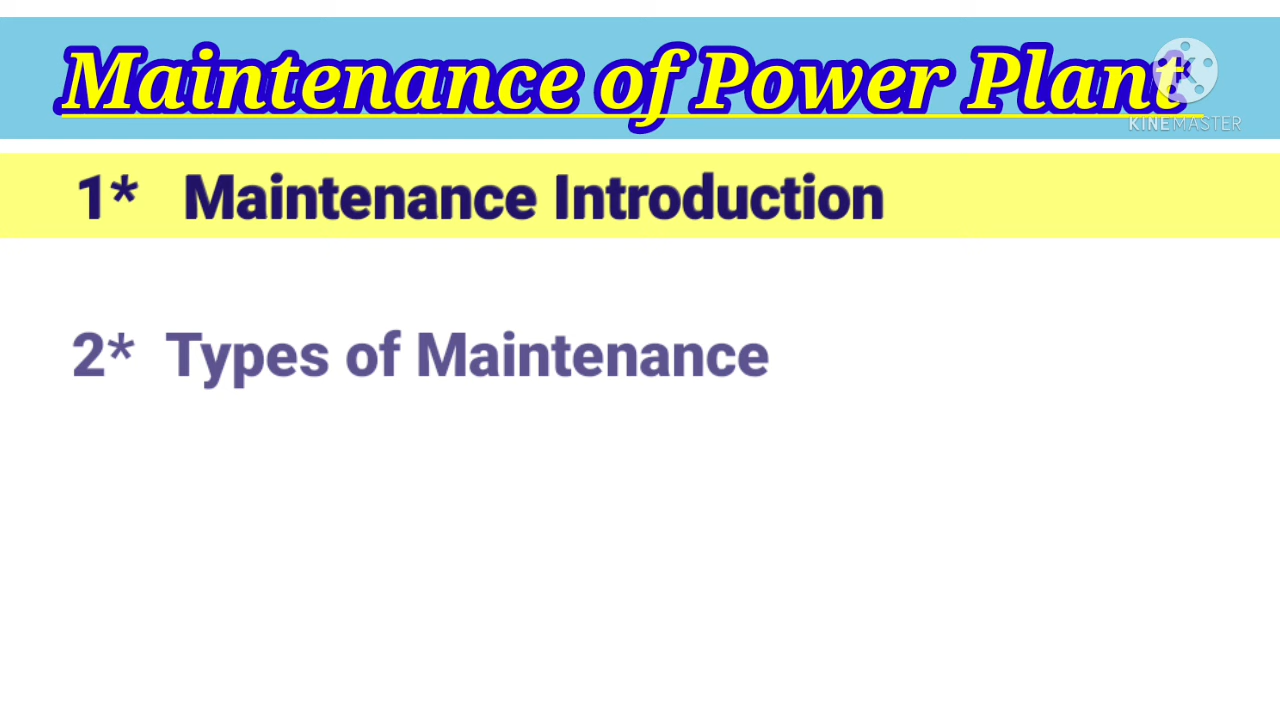 Maintenance of Power Plant
KINEMASTER
1* Maintenance Introduction
2* Types of Maintenance